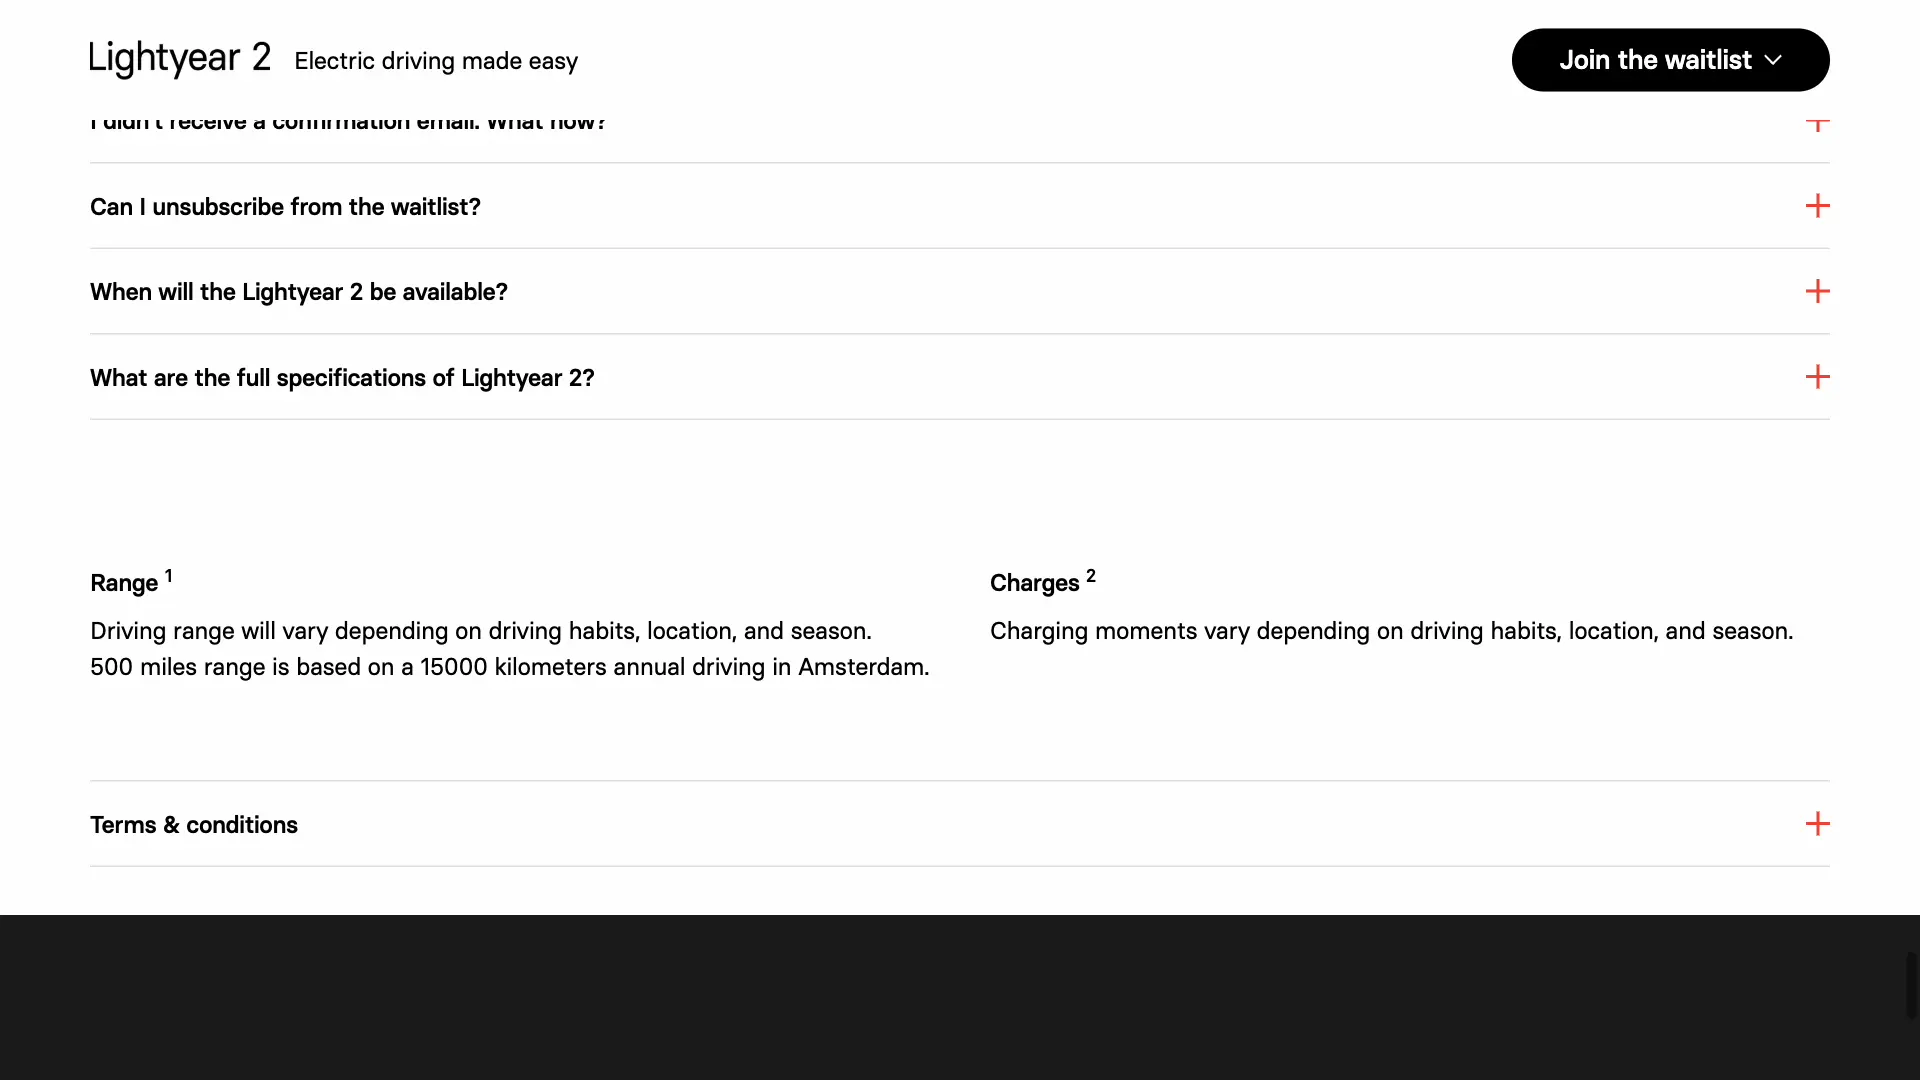 Lightyear 2 Electric driving made easy
Join the waitlist
I didn't receive a confirmation email. What now?
Can I unsubscribe from the waitlist?
When will the Lightyear 2 be available?
What are the full specifications of Lightyear 2?
Range 1
Driving range will vary depending on driving habits, location, and season.
500 miles range is based on a 15000 kilometers annual driving in Amsterdam.
Charges 2
Charging moments vary depending on driving habits, location, and season.
Terms & conditions